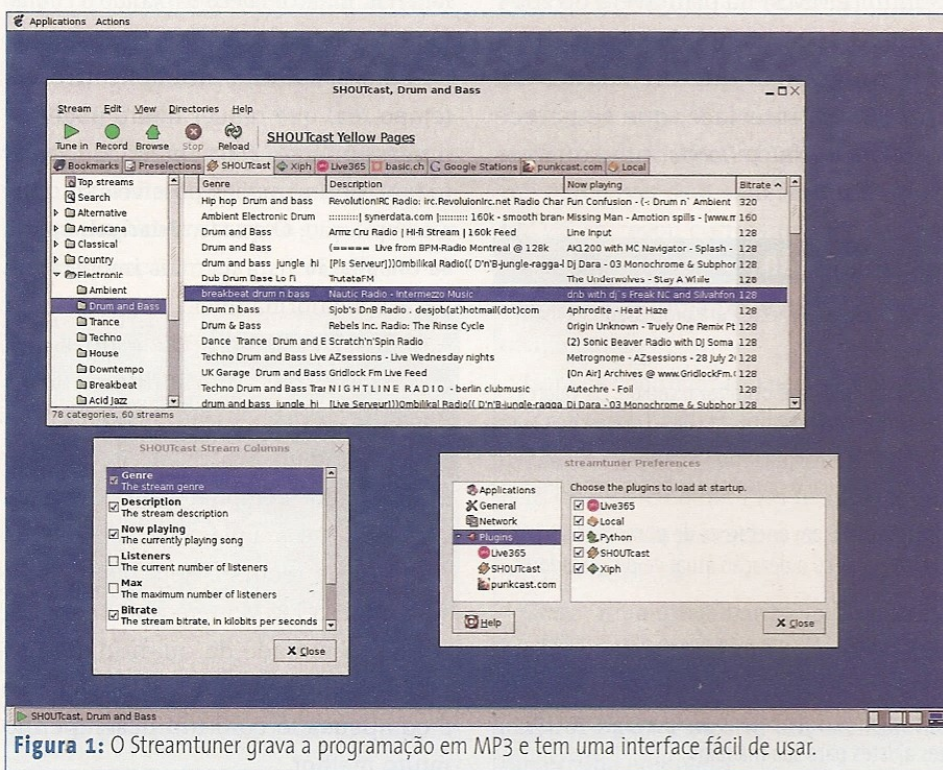 Applications Actions
SHOUTcast, Drum and Bass
Stream Edit View Directories Help
Tune in Record Browse Stop Reload SHOUTcast Yellow Pages
Bookmarks Preselections SHOUTcast Xiph Live365 basic.ch Google Stations punkcast.com Local
Top streams
Search
Alternative
Americana
Classical
Country
Electronic
Ambient
Drum and Bass
Trance
Techno
House
Downtempo
Breakbeat
Acid Jazz
Genre Description Now playing Bitrate
Hip hop Drum and bass RevolutionIRC Radio: irc.RevoluionIrc.net Radio Char Fun Confusion - (-: Drum n` Ambient 320
Ambient Electronic Drum ::::::::::| synerdata.com |:::::::::: 160k - smooth bran Missing Man - Amotion spills - [www.m 160
Drum and Bass Armz Cru Radio | HI-fi Stream | 160k Feed Line Input 128
Drum and Bass (===== Live from BPM-Radio Montreal @ 128k AK1200 with MC Navigator - Splash - 128
drum and bass jungle hi [Pls Serveur]))Ombilikal Radio(( D'n'B-jungle-ragga-l Dj Dara - 03 Monochrome & Subphor 128
Dub Drum Base Lo Fi TrutataFM The Underwolves - Stay A While 128
breakbeat drum n bass Nautic Radio - Intermezzo Music dnb with dj`s Freak NC and Silvahfon 128
Drum n bass Sjob's DnB Radio . desjob(at)hotmail(dot)com Aphrodite - Heat Haze 128
Drum & Bass Rebels Inc. Radio: The Rinse Cycle Origin Unknown - Truely One Remix Pt 128
Dance Trance Drum and E Scratch'n'Spin Radio (2) Sonic Beaver Radio with DJ Soma 128
Techno Drum and Bass Live AZsessions - Live Wednesday nights Metrognome - AZsessions - 28 July 2( 128
UK Garage Drum and Bass Gridlock Fm Live Feed [On Air] Archives @ www.GridlockFm.( 128
Techno Drum and Bass Trar N I G H T L I N E R A D I O - berlin clubmusic Autechre - Foil 128
drum and bass jungle hi [Live Serveur]))Ombilikal Radio(( D'n'B-jungle-ragga Dj Dara - 03 Monochrome & Subphor 128
78 categories, 60 streams
SHOUTcast Stream Columns
Genre
The stream genre
Description
The stream description
Now playing
The currently playing song
Listeners
The current number of listeners
Max
The maximum number of listeners
Bitrate
The stream bitrate, in kilobits per seconds
Close
streamtuner Preferences
Applications
General
Network
Plugins
Live365
SHOUTcast
punkcast.com
Choose the plugins to load at startup.
Live365
Local
Python
SHOUTcast
Xiph
Help
Close
SHOUTcast, Drum and Bass
Figura 1: O Streamtuner grava a programação em MP3 e tem uma interface fácil de usar.